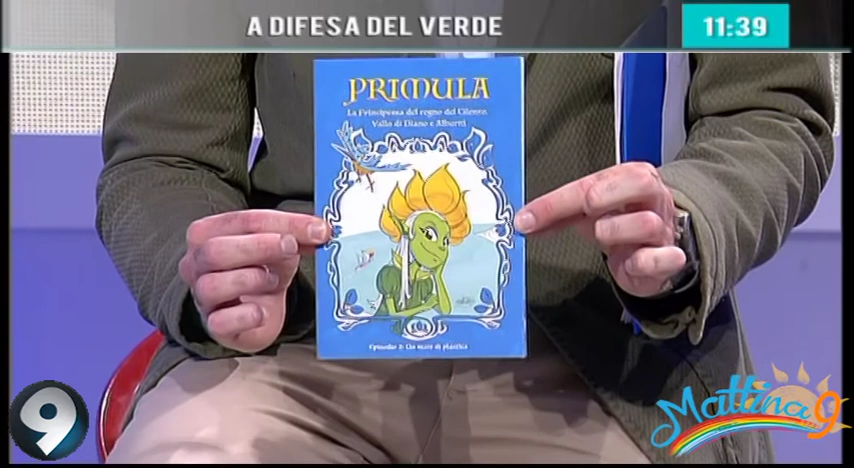 A DIFESA DEL VERDE
11:39
PRIMULA
La Principessa del regno del Cilento,
Vallo di Diano e Alburni
Episodio 2: Un mare di plastica
9
Mattina 9